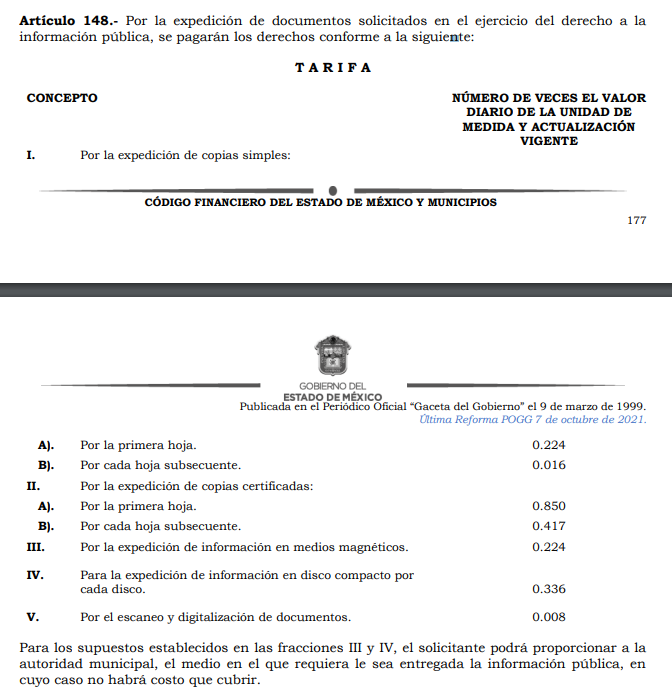 Artículo 148.- Por la expedición de documentos solicitados en el ejercicio del derecho a la
información pública, se pagarán los derechos conforme a la siguiente:
T A R I F A
CONCEPTO
NÚMERO DE VECES EL VALOR
DIARIO DE LA UNIDAD DE
MEDIDA Y ACTUALIZACIÓN
VIGENTE
I. Por la expedición de copias simples:
CÓDIGO FINANCIERO DEL ESTADO DE MÉXICO Y MUNICIPIOS
177
GOBIERNO DEL
ESTADO DE MÉXICO
Publicada en el Periódico Oficial “Gaceta del Gobierno” el 9 de marzo de 1999.
Última Reforma POGG 7 de octubre de 2021.
A). Por la primera hoja. 0.224
B). Por cada hoja subsecuente. 0.016
II. Por la expedición de copias certificadas:
A). Por la primera hoja. 0.850
B). Por cada hoja subsecuente. 0.417
III. Por la expedición de información en medios magnéticos. 0.224
IV. Para la expedición de información en disco compacto por
cada disco. 0.336
V. Por el escaneo y digitalización de documentos. 0.008
Para los supuestos establecidos en las fracciones III y IV, el solicitante podrá proporcionar a la
autoridad municipal, el medio en el que requiera le sea entregada la información pública, en
cuyo caso no habrá costo que cubrir.